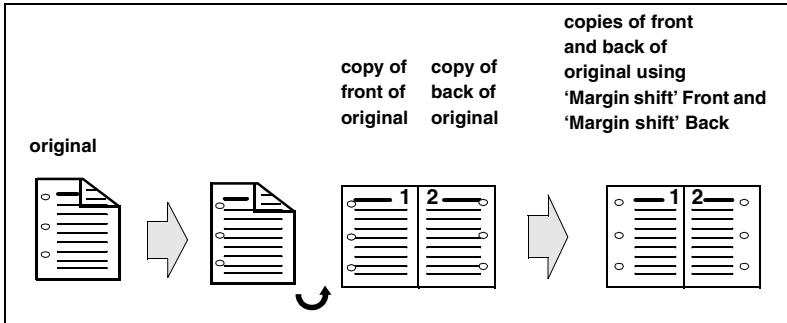 original
copy of
front of
original
copy of
back of
original
copies of front
and back of
original using
‘Margin shift’ Front and
‘Margin shift’ Back
1 2
1 2